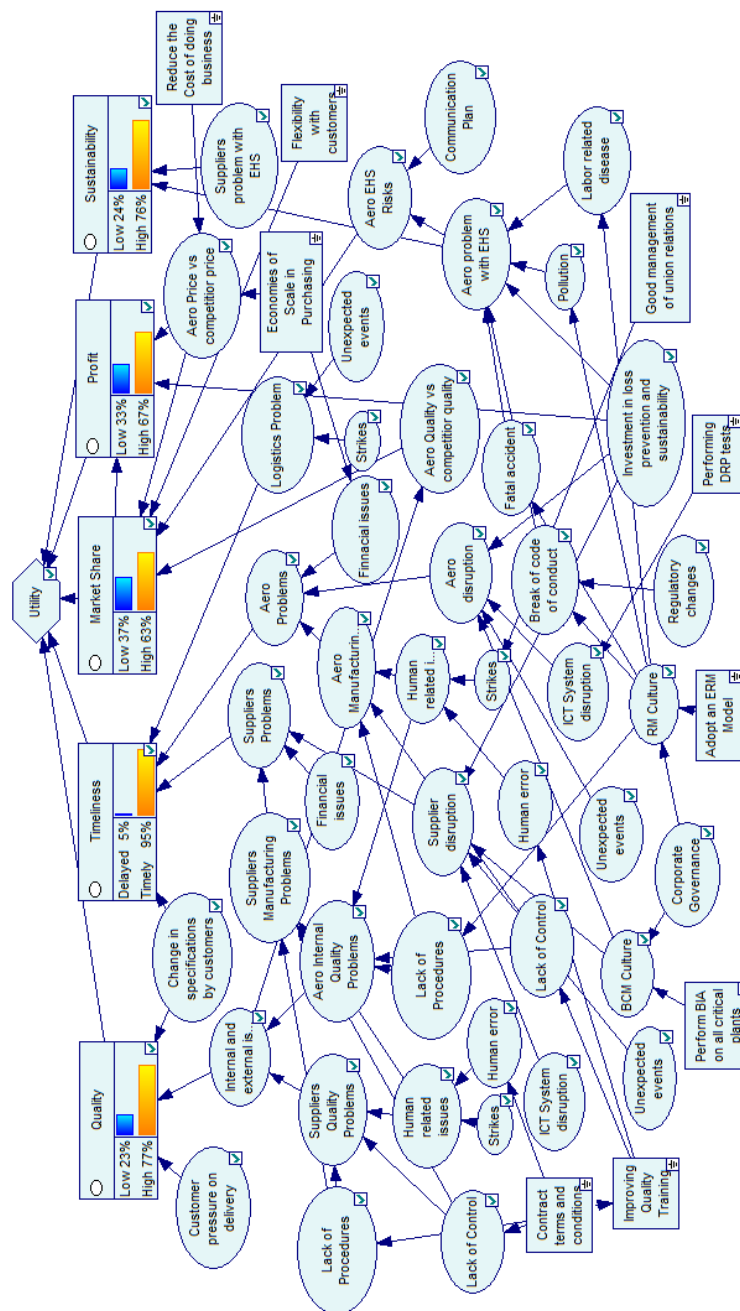 Utility
Quality
Low 23%
High 77%
Timeliness
Delayed 5%
Timely 95%
Market Share
Low 37%
High 63%
Profit
Low 33%
High 67%
Sustainability
Low 24%
High 76%
Customer
pressure on
delivery
Change in
specifications
by customers
Internal and
external is...
Suppliers
Manufacturing
Problems
Suppliers
Problems
Financial
issues
Aero
Problems
Finnacial issues
Logistics Problem
Strikes
Unexpected
events
Aero Price vs
competitior price
Reduce the
Cost of doing
business
Suppliers
problem with
EHS
Flexibility
with
customers
Economies of
Scale in
Purchasing
Lack of
Procedures
Suppliers
Quality
Problems
Aero Internal
Quality
Problems
Aero
Manufacturin...
Aero Quality vs
competitior quality
Aero EHS
Risks
Communication
Plan
Lack of Control
Human
related
issues
Strikes
Human error
Lack of
Procedures
Supplier
disruption
Human
related i...
Strikes
Aero
disruption
Fatal accident
Aero problem
with EHS
Pollution
Labor related
disease
Contract
terms and
conditions
ICT System
disruption
Lack of Control
Human error
ICT System
disruption
Break of code
of conduct
Investment in loss
prevention and
sustainability
Good management
of union relations
Improving
Quality
Training
Unexpected
events
BCM Culture
Unexpected
events
Corporate
Governance
RM Culture
Regulatory
changes
Performing
DRP tests
Perform BIA
on all critical
plants
Adopt an ERM
Model